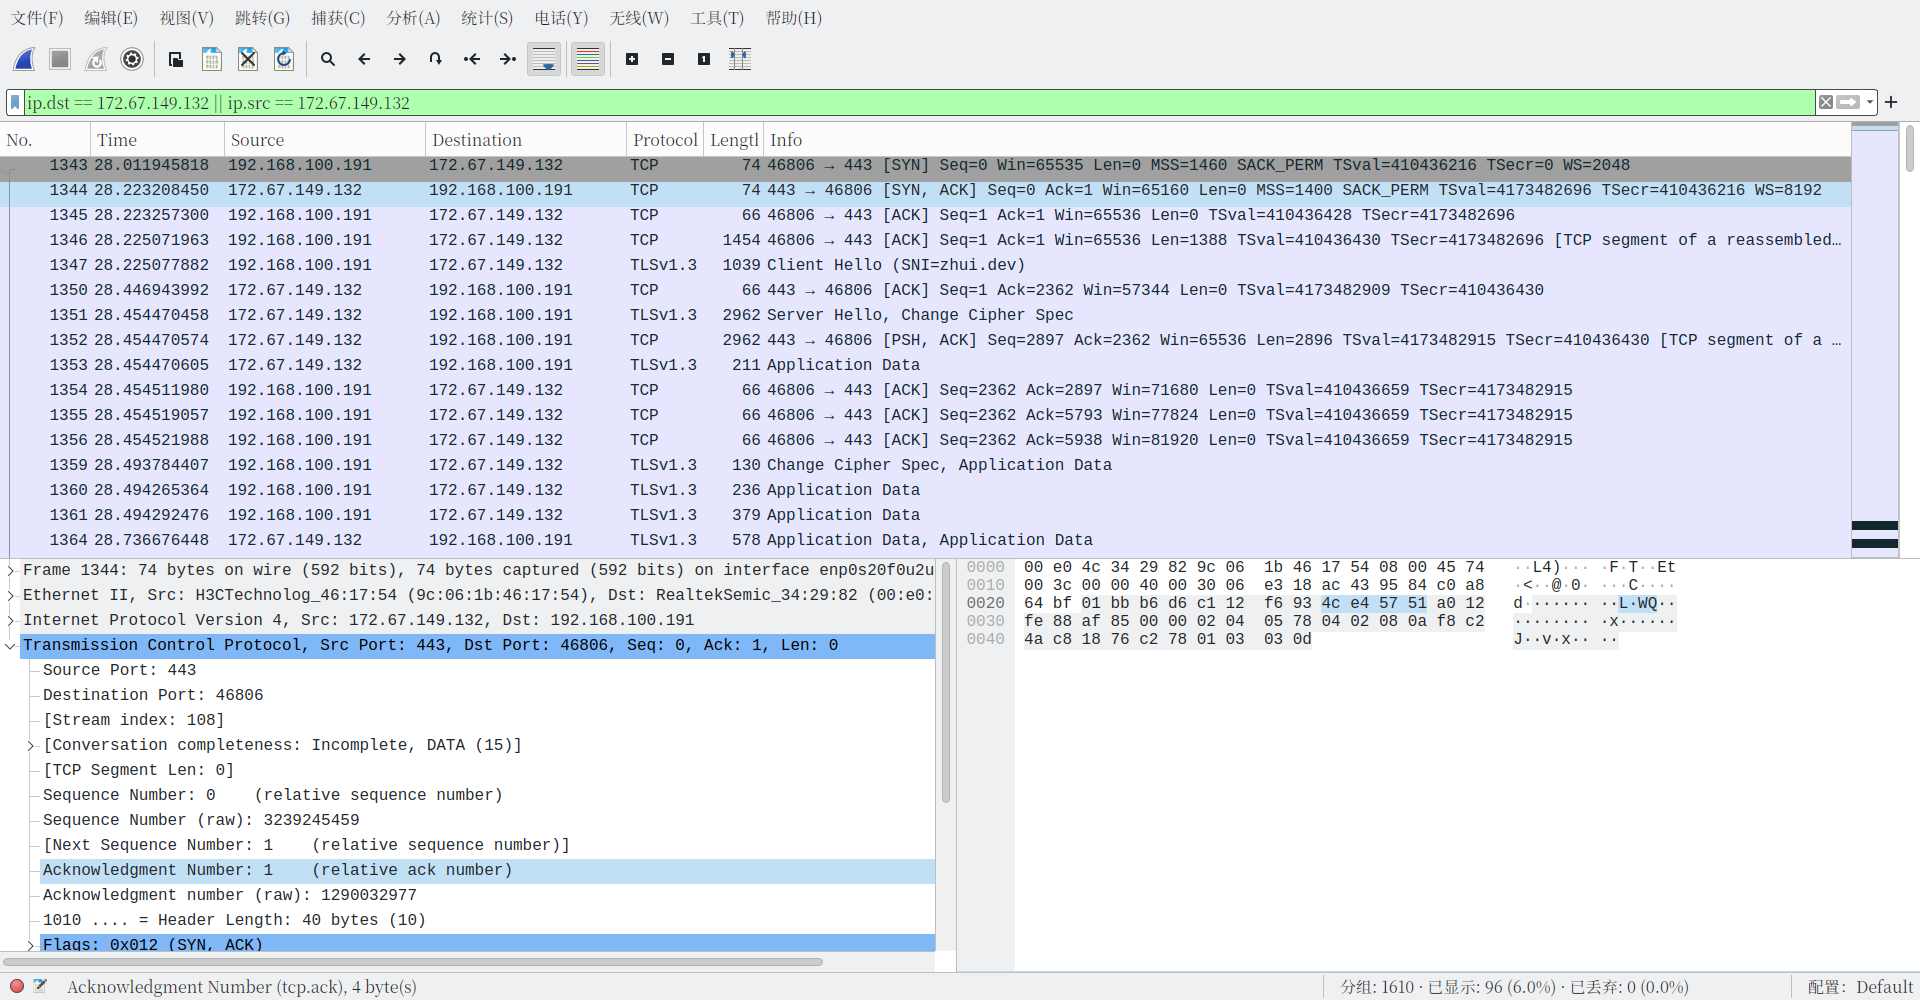 文件(F) 编辑(E) 视图(V) 跳转(G) 捕获(C) 分析(A) 统计(S) 电话(Y) 无线(W) 工具(T) 帮助(H)
ip.dst == 172.67.149.132 || ip.src == 172.67.149.132
No. Time Source Destination Protocol Lengtl Info
1343 28.011945818 192.168.100.191 172.67.149.132 TCP 74 46806 → 443 [SYN] Seq=0 Win=65535 Len=0 MSS=1460 SACK_PERM TSval=410436216 TSecr=0 WS=2048
1344 28.223208450 172.67.149.132 192.168.100.191 TCP 74 443 → 46806 [SYN, ACK] Seq=0 Ack=1 Win=65160 Len=0 MSS=1400 SACK_PERM TSval=4173482696 TSecr=410436216 WS=8192
1345 28.223257300 192.168.100.191 172.67.149.132 TCP 66 46806 → 443 [ACK] Seq=1 Ack=1 Win=65536 Len=0 TSval=410436428 TSecr=4173482696
1346 28.225071963 192.168.100.191 172.67.149.132 TCP 1454 46806 → 443 [ACK] Seq=1 Ack=1 Win=65536 Len=1388 TSval=410436430 TSecr=4173482696 [TCP segment of a reassembled…
1347 28.225077882 192.168.100.191 172.67.149.132 TLSv1.3 1039 Client Hello (SNI=zhui.dev)
1350 28.446943992 172.67.149.132 192.168.100.191 TCP 66 443 → 46806 [ACK] Seq=1 Ack=2362 Win=57344 Len=0 TSval=4173482909 TSecr=410436430
1351 28.454470458 172.67.149.132 192.168.100.191 TLSv1.3 2962 Server Hello, Change Cipher Spec
1352 28.454470574 172.67.149.132 192.168.100.191 TCP 2962 443 → 46806 [PSH, ACK] Seq=2897 Ack=2362 Win=65536 Len=2896 TSval=4173482915 TSecr=410436430 [TCP segment of a …
1353 28.454470605 172.67.149.132 192.168.100.191 TLSv1.3 211 Application Data
1354 28.454511980 192.168.100.191 172.67.149.132 TCP 66 46806 → 443 [ACK] Seq=2362 Ack=2897 Win=71680 Len=0 TSval=410436659 TSecr=4173482915
1355 28.454519057 192.168.100.191 172.67.149.132 TCP 66 46806 → 443 [ACK] Seq=2362 Ack=5793 Win=77824 Len=0 TSval=410436659 TSecr=4173482915
1356 28.454521988 192.168.100.191 172.67.149.132 TCP 66 46806 → 443 [ACK] Seq=2362 Ack=5938 Win=81920 Len=0 TSval=410436659 TSecr=4173482915
1359 28.493784407 192.168.100.191 172.67.149.132 TLSv1.3 130 Change Cipher Spec, Application Data
1360 28.494265364 192.168.100.191 172.67.149.132 TLSv1.3 236 Application Data
1361 28.494292476 192.168.100.191 172.67.149.132 TLSv1.3 379 Application Data
1364 28.736676448 172.67.149.132 192.168.100.191 TLSv1.3 578 Application Data, Application Data
Frame 1344: 74 bytes on wire (592 bits), 74 bytes captured (592 bits) on interface enp0s20f0u2u
Ethernet II, Src: H3CTechnolog_46:17:54 (9c:06:1b:46:17:54), Dst: RealtekSemic_34:29:82 (00:e0:
Internet Protocol Version 4, Src: 172.67.149.132, Dst: 192.168.100.191
Transmission Control Protocol, Src Port: 443, Dst Port: 46806, Seq: 0, Ack: 1, Len: 0
Source Port: 443
Destination Port: 46806
[Stream index: 108]
[Conversation completeness: Incomplete, DATA (15)]
[TCP Segment Len: 0]
Sequence Number: 0 (relative sequence number)
Sequence Number (raw): 3239245459
[Next Sequence Number: 1 (relative sequence number)]
Acknowledgment Number: 1 (relative ack number)
Acknowledgment number (raw): 1290032977
1010 .... = Header Length: 40 bytes (10)
Flags: 0x012 (SYN, ACK)
0000 00 e0 4c 34 29 82 9c 06 1b 46 17 54 08 00 45 74 ··L4)··· ·F·T··Et
0010 00 3c 00 00 40 00 30 06 e3 18 ac 43 95 84 c0 a8 ·<··@·0· ···C····
0020 64 bf 01 bb b6 d6 c1 12 f6 93 4c e4 57 51 a0 12 d······· ··L·WQ··
0030 fe 88 af 85 00 00 02 04 05 78 04 02 08 0a f8 c2 ········ ·x······
0040 4a c8 18 76 c2 78 01 03 03 0d J··v·x·· ··
Acknowledgment Number (tcp.ack), 4 byte(s)
分组: 1610 · 已显示: 96 (6.0%) · 已丢弃: 0 (0.0%)
配置： Default